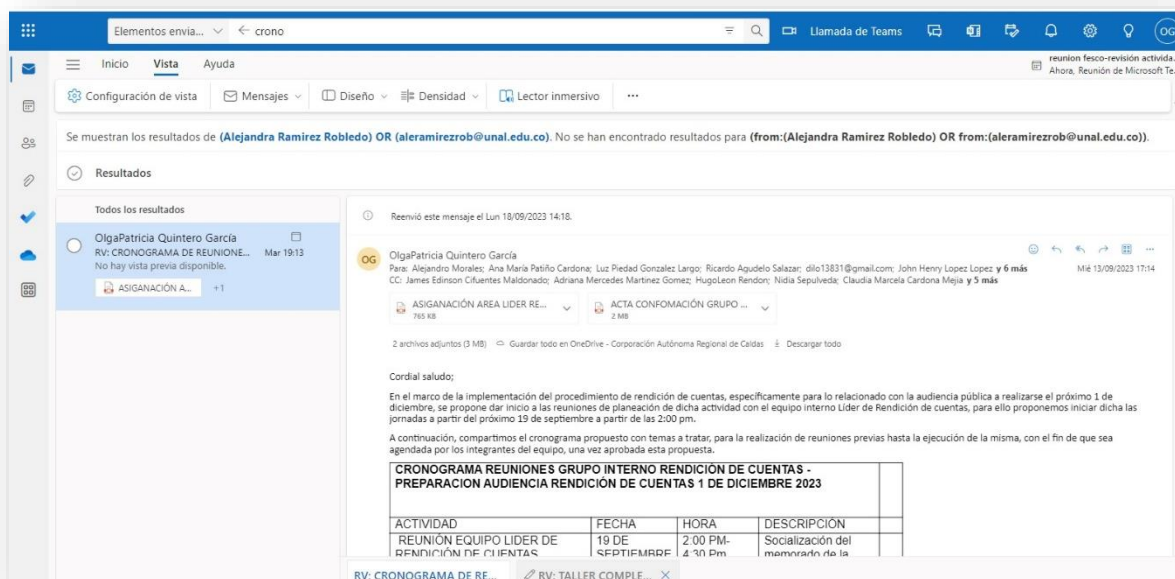 Elementos envia... crono
Llamada de Teams
OG
Inicio Vista Ayuda
reunion fesco-revisión activida.
Ahora, Reunión de Microsoft Te.
Configuración de vista Mensajes Diseño Densidad Lector inmersivo ...
Se muestran los resultados de (Alejandra Ramirez Robledo) OR (aleramirezrob@unal.edu.co). No se han encontrado resultados para (from:(Alejandra Ramirez Robledo) OR from:(aleramirezrob@unal.edu.co)).
Resultados
Todos los resultados
OlgaPatricia Quintero García
RV: CRONOGRAMA DE REUNIONE... Mar 19:13
No hay vista previa disponible.
ASIGANACIÓN A... +1
Reenvió este mensaje el Lun 18/09/2023 14:18.
OG
OlgaPatricia Quintero García
Para: Alejandro Morales; Ana María Patiño Cardona; Luz Piedad Gonzalez Largo; Ricardo Agudelo Salazar; dilo13831@gmail.com; John Henry Lopez Lopez y 6 más
Mié 13/09/2023 17:14
CC: James Edinson Cifuentes Maldonado; Adriana Mercedes Martinez Gomez; HugoLeon Rendon; Nidia Sepulveda; Claudia Marcela Cardona Mejia y 5 más
ASIGANACIÓN AREA LIDER RE...
765 KB
ACTA CONFOMACIÓN GRUPO ...
2 MB
2 archivos adjuntos (3 MB) Guardar todo en OneDrive - Corporación Autónoma Regional de Caldas Descargar todo
Cordial saludo;
En el marco de la implementación del procedimiento de rendición de cuentas, específicamente para lo relacionado con la audiencia pública a realizarse el próximo 1 de
diciembre, se propone dar inicio a las reuniones de planeación de dicha actividad con el equipo interno Líder de Rendición de cuentas, para ello proponemos iniciar dicha las
jornadas a partir del próximo 19 de septiembre a partir de las 2:00 pm.
A continuación, compartimos el cronograma propuesto con temas a tratar, para la realización de reuniones previas hasta la ejecución de la misma, con el fin de que sea
agendada por los integrantes del equipo, una vez aprobada esta propuesta.
CRONOGRAMA REUNIONES GRUPO INTERNO RENDICIÓN DE CUENTAS -
PREPARACION AUDIENCIA RENDICIÓN DE CUENTAS 1 DE DICIEMBRE 2023
ACTIVIDAD FECHA HORA DESCRIPCIÓN
REUNIÓN EQUIPO LIDER DE 19 DE 2:00 PM- Socialización del
RENDICIÓN DE CUENTAS SEPTIEMBRE 4:30 Pm memorado de la
RV: CRONOGRAMA DE RE... RV: TALLER COMPLE...